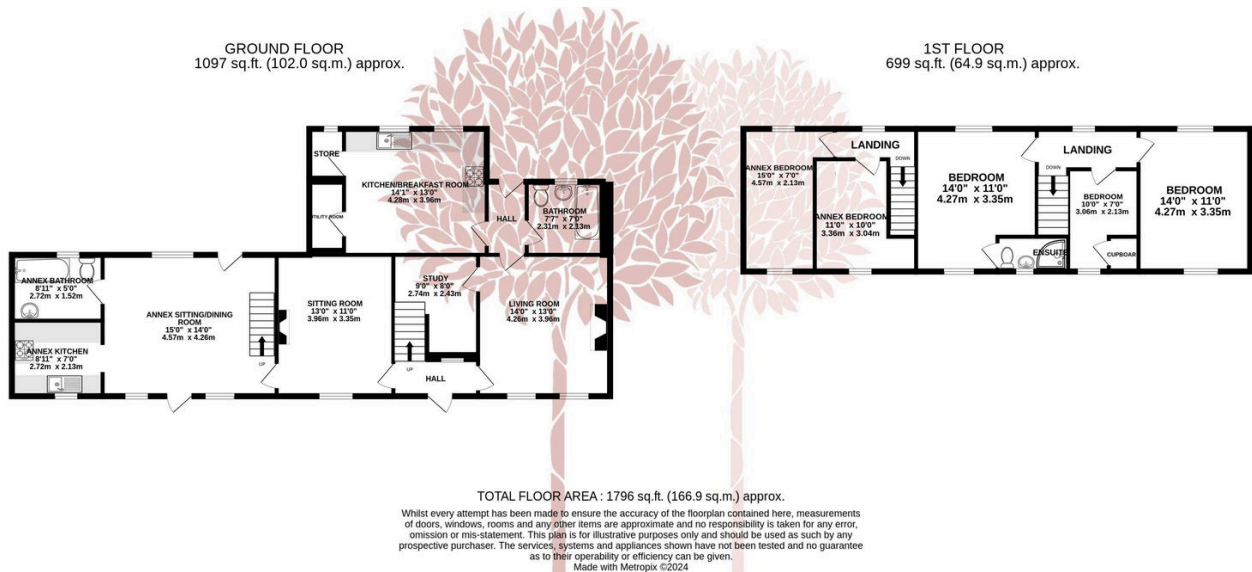 GROUND FLOOR
1097 sq.ft. (102.0 sq.m.) approx.
1ST FLOOR
699 sq.ft. (64.9 sq.m.) approx.
STORE
KITCHEN/BREAKFAST ROOM
14'1" x 13'0"
4.28m x 3.96m
UTILITY ROOM
HALL
BATHROOM
7'7" x 7'0"
2.31m x 2.13m
ANNEX BATHROOM
8'11" x 5'0"
2.72m x 1.52m
ANNEX SITTING/DINING
ROOM
15'0" x 14'0"
4.57m x 4.26m
UP
ANNEX KITCHEN
8'11" x 7'0"
2.72m x 2.13m
SITTING ROOM
13'0" x 11'0"
3.96m x 3.35m
STUDY
9'0" x 8'0"
2.74m x 2.43m
UP
HALL
LIVING ROOM
14'0" x 13'0"
4.26m x 3.96m
LANDING
DOWN
ANNEX BEDROOM
15'0" x 7'0"
4.57m x 2.13m
ANNEX BEDROOM
11'0" x 10'0"
3.36m x 3.04m
BEDROOM
14'0" x 11'0"
4.27m x 3.35m
LANDING
DOWN
BEDROOM
10'0" x 7'0"
3.06m x 2.13m
ENSUITE
CUPBOAR
BEDROOM
14'0" x 11'0"
4.27m x 3.35m
TOTAL FLOOR AREA : 1796 sq.ft. (166.9 sq.m.) approx.
Whilst every attempt has been made to ensure the accuracy of the floorplan contained here, measurements
of doors, windows, rooms and any other items are approximate and no responsibility is taken for any error,
omission or mis-statement. This plan is for illustrative purposes only and should be used as such by any
prospective purchaser. The services, systems and appliances shown have not been tested and no guarantee
as to their operability or efficiency can be given.
Made with Metropix ©2024